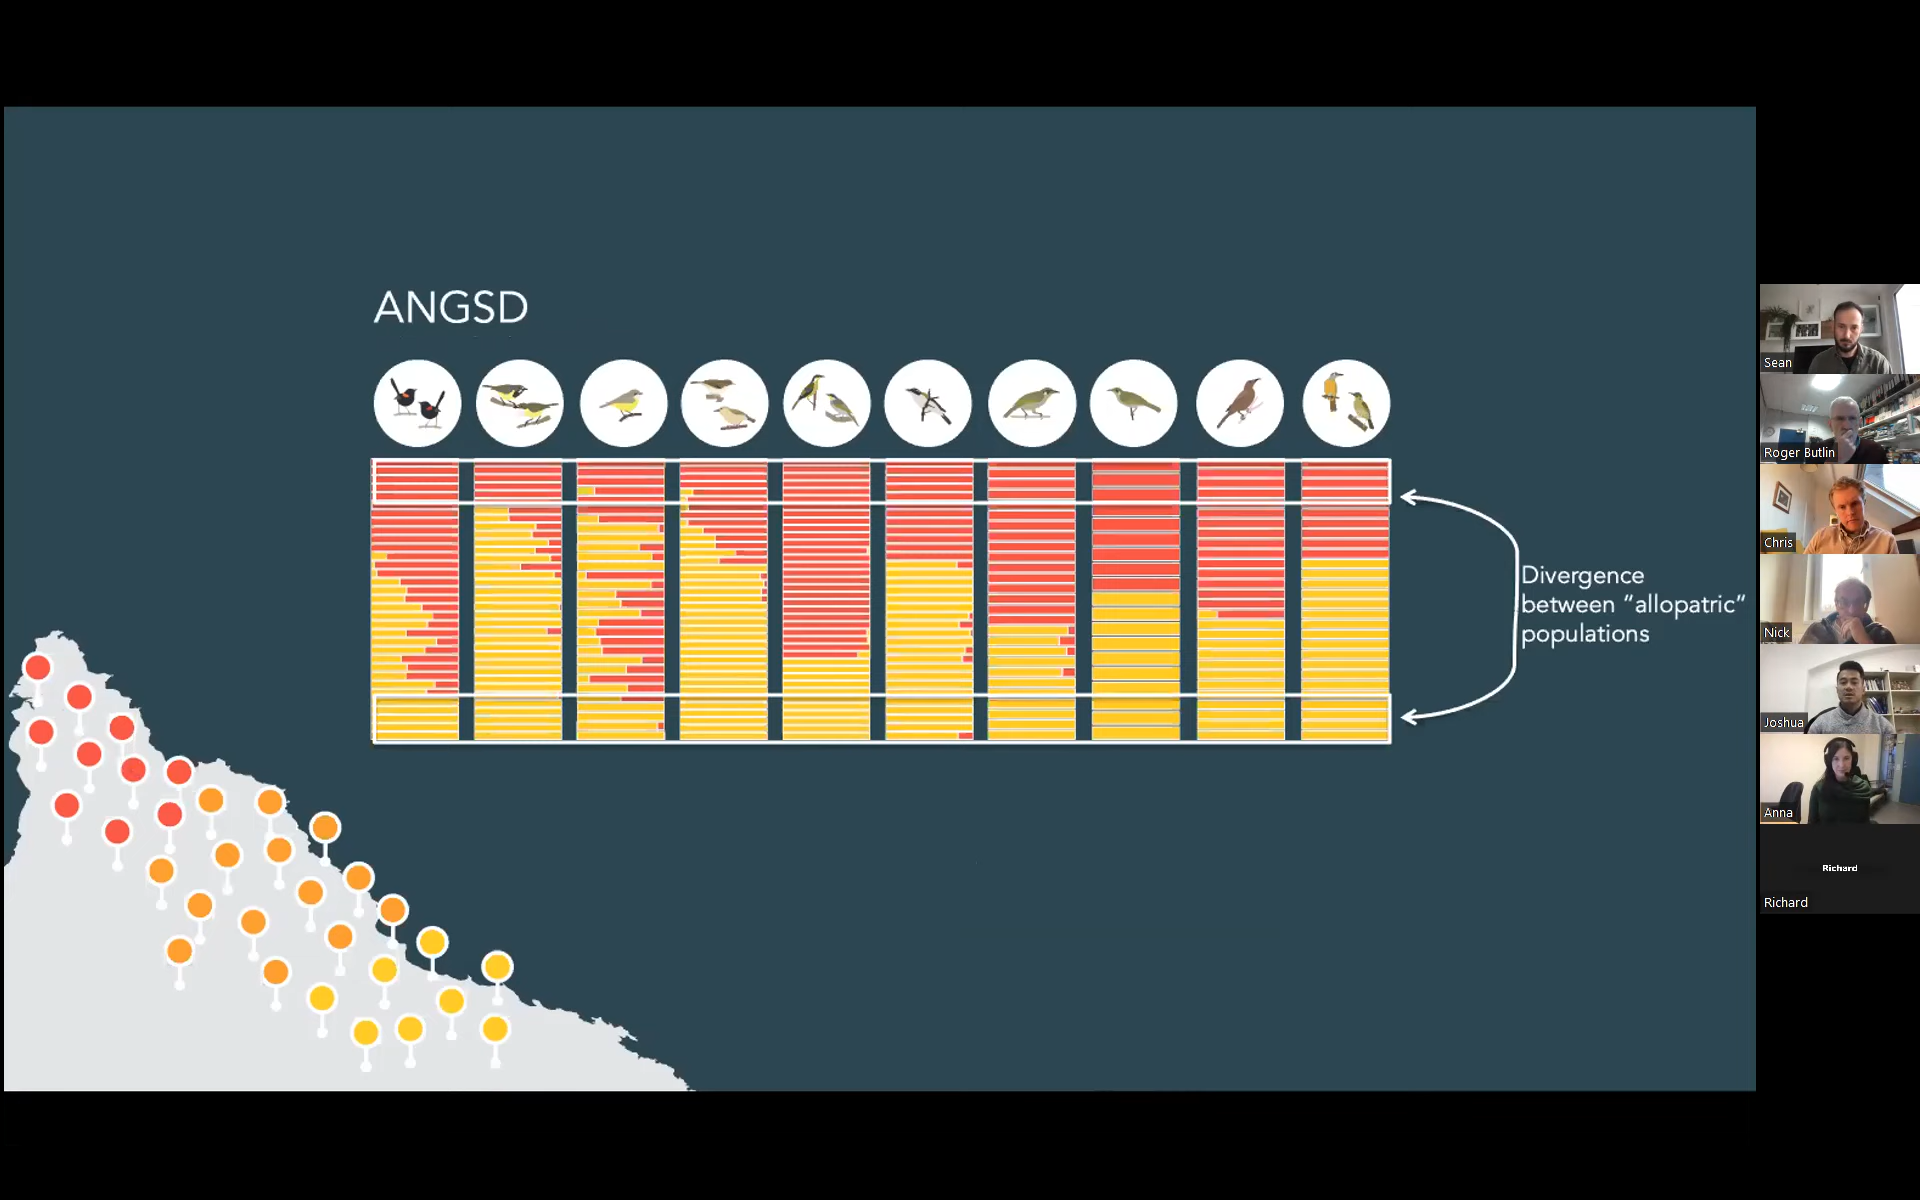 ANGSD
Divergence
between “allopatric”
populations
Sean
Roger Butlin
Chris
Nick
Joshua
Anna
Richard
Richard